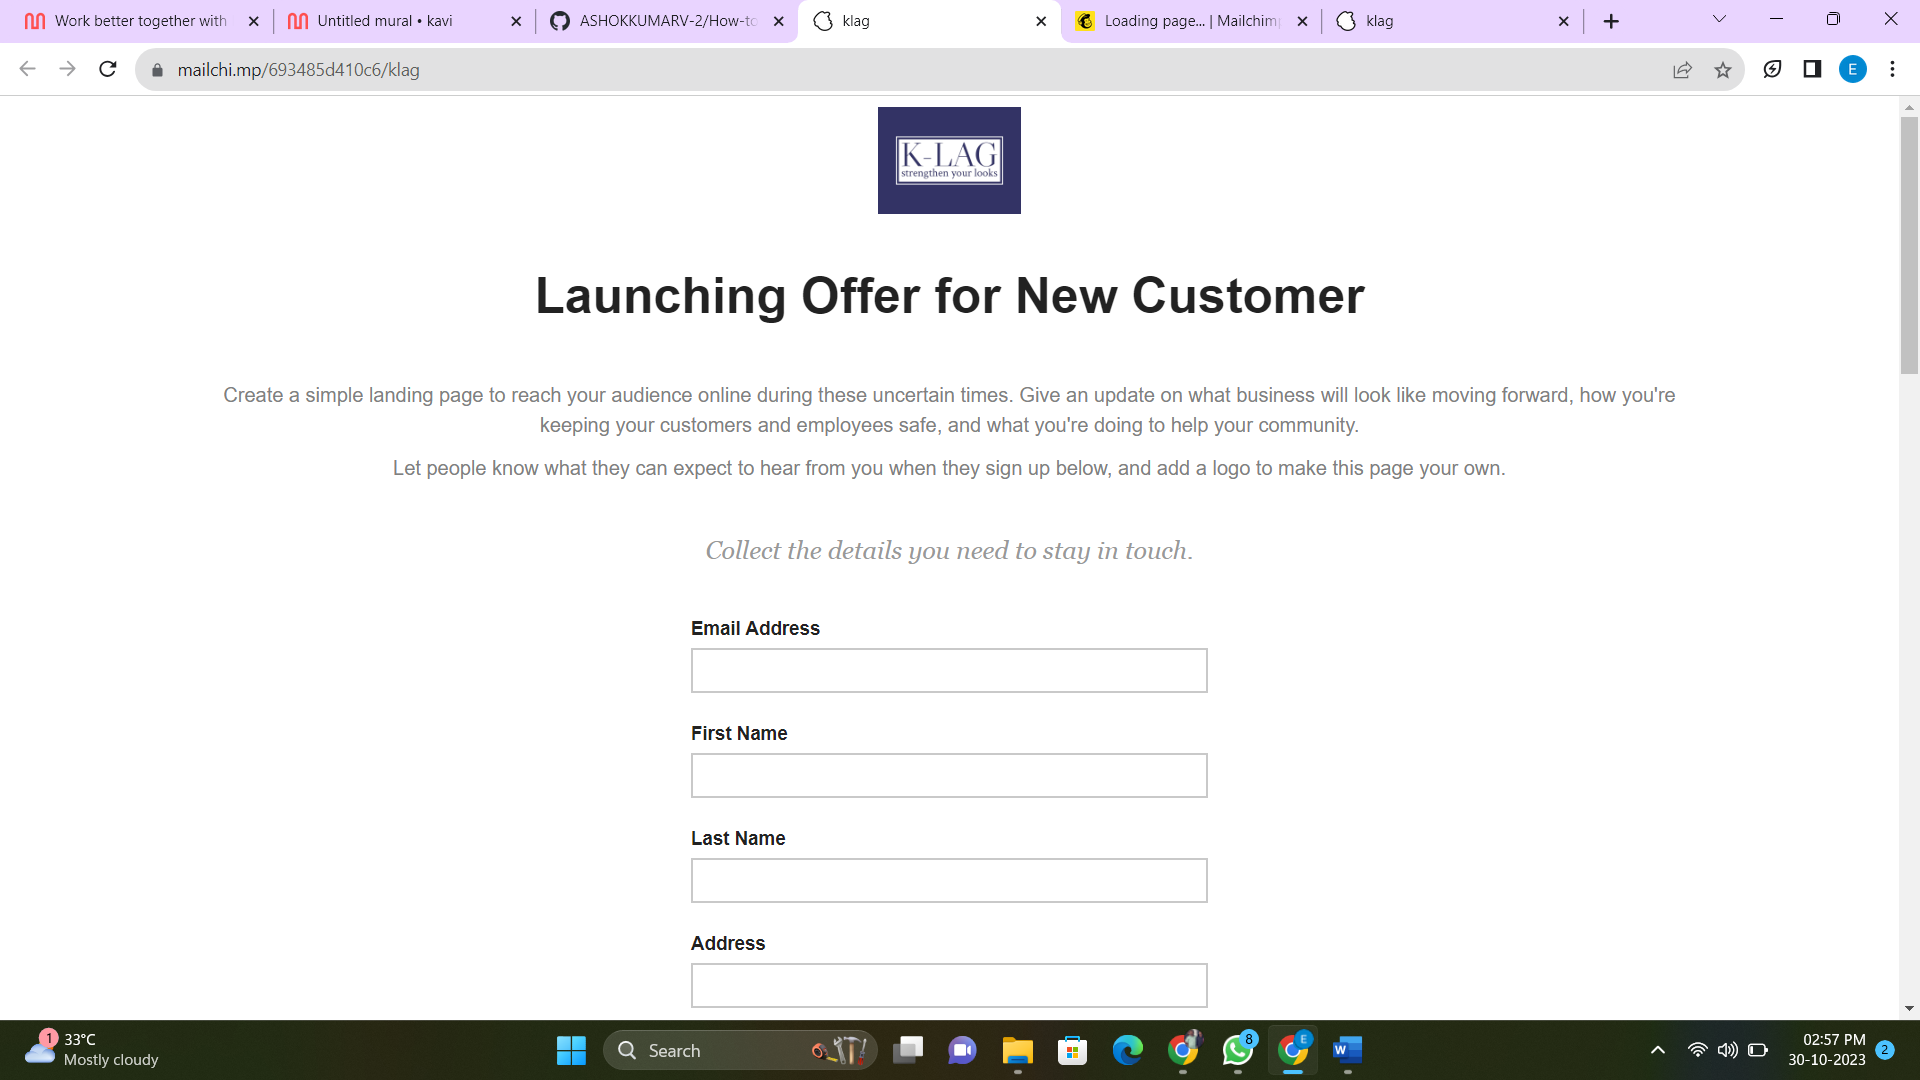 Work better together with
Untitled mural • kavi
ASHOKKUMARV-2/How-to
klag
Loading page... | Mailchimp
klag
mailchi.mp/693485d410c6/klag
E
K-LAG
strengthen your looks
Launching Offer for New Customer
Create a simple landing page to reach your audience online during these uncertain times. Give an update on what business will look like moving forward, how you're
keeping your customers and employees safe, and what you're doing to help your community.
Let people know what they can expect to hear from you when they sign up below, and add a logo to make this page your own.
Collect the details you need to stay in touch.
Email Address
First Name
Last Name
Address
1
33°C
Mostly cloudy
Search
8
E
W
02:57 PM
30-10-2023
2